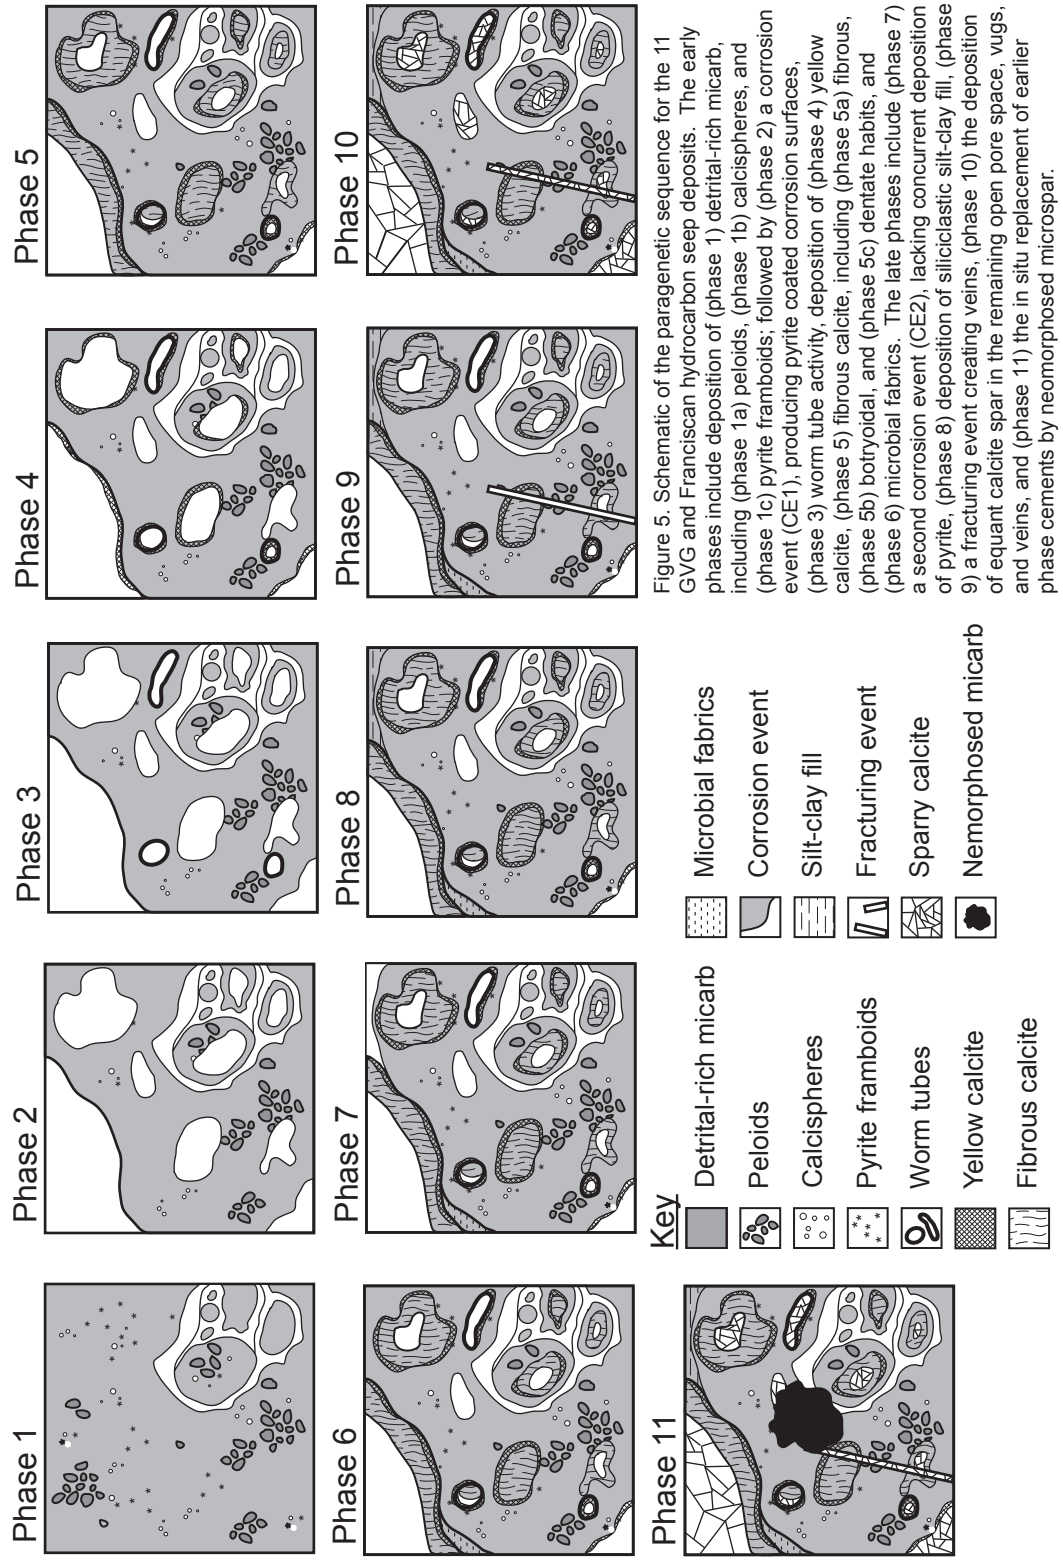 Phase 1
Phase 2
Phase 3
Phase 4
Phase 5
Phase 6
Phase 7
Phase 8
Phase 9
Phase 10
Phase 11
Key
Detrital-rich micarb
Peloids
Calcispheres
Pyrite framboids
Worm tubes
Yellow calcite
Fibrous calcite
Microbial fabrics
Corrosion event
Silt-clay fill
Fracturing event
Sparry calcite
Nemorphosed micarb
Figure 5. Schematic of the paragenetic sequence for the 11
GVG and Franciscan hydrocarbon seep deposits. The early
phases include deposition of (phase 1) detrital-rich micarb,
including (phase 1a) peloids, (phase 1b) calcispheres, and
(phase 1c) pyrite framboids; followed by (phase 2) a corrosion
event (CE1), producing pyrite coated corrosion surfaces,
(phase 3) worm tube activity, deposition of (phase 4) yellow
calcite, (phase 5) fibrous calcite, including (phase 5a) fibrous,
(phase 5b) botryoidal, and (phase 5c) dentate habits, and
(phase 6) microbial fabrics. The late phases include (phase 7)
a second corrosion event (CE2), lacking concurrent deposition
of pyrite, (phase 8) deposition of siliciclastic silt-clay fill, (phase
9) a fracturing event creating veins, (phase 10) the deposition
of equant calcite spar in the remaining open pore space, vugs,
and veins, and (phase 11) the in situ replacement of earlier
phase cements by neomorphosed microspar.